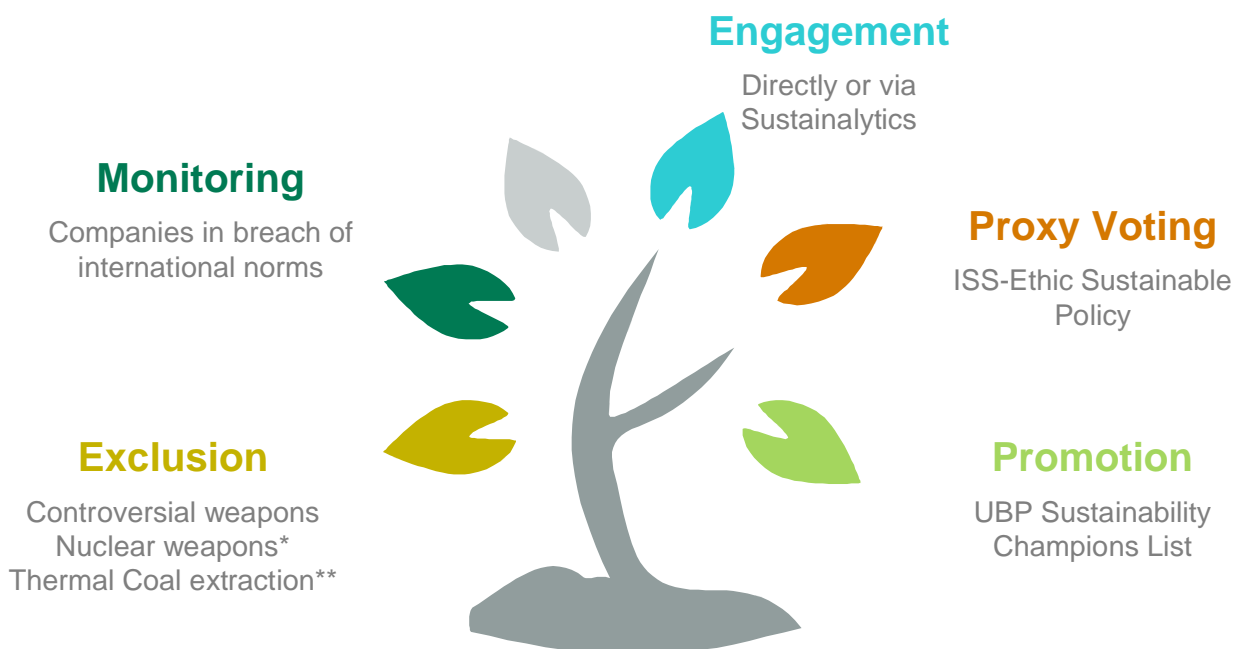 Engagement
Directly or via
Sustainalytics
Monitoring
Companies in breach of
international norms
Proxy Voting
ISS-Ethic Sustainable
Policy
Exclusion
Controversial weapons
Nuclear weapons*
Thermal Coal extraction**
Promotion
UBP Sustainability
Champions List